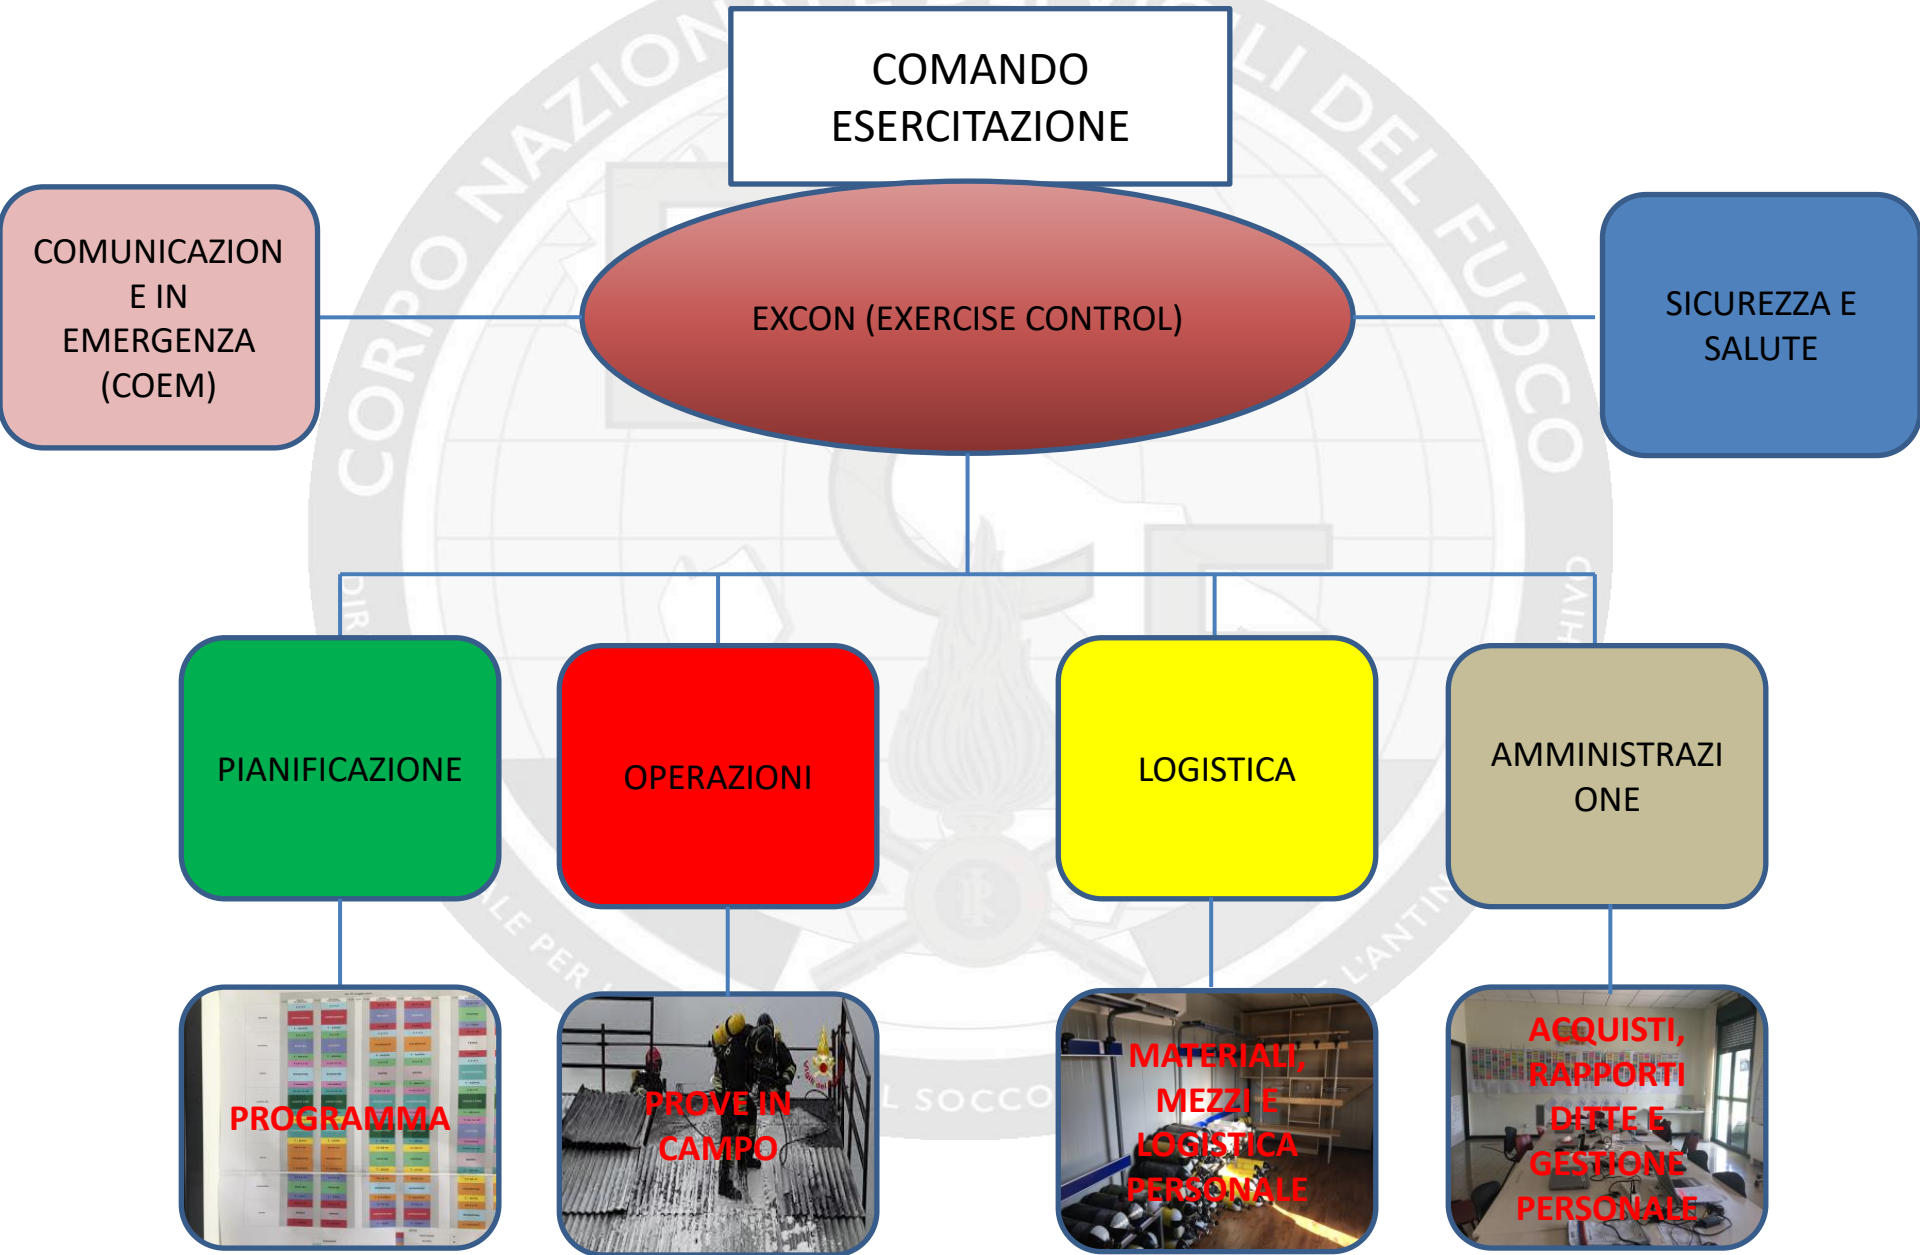 COMANDO
ESERCITAZIONE
COMUNICAZION
E IN
EMERGENZA
(COEM)
EXCON (EXERCISE CONTROL)
SICUREZZA E
SALUTE
PIANIFICAZIONE
OPERAZIONI
LOGISTICA
AMMINISTRAZI
ONE
PROGRAMMA
PROVE IN
CAMPO
MATERIALI,
MEZZI E
LOGISTICA
PERSONALE
ACQUISTI,
RAPPORTI
DITTE E
GESTIONE
PERSONALE